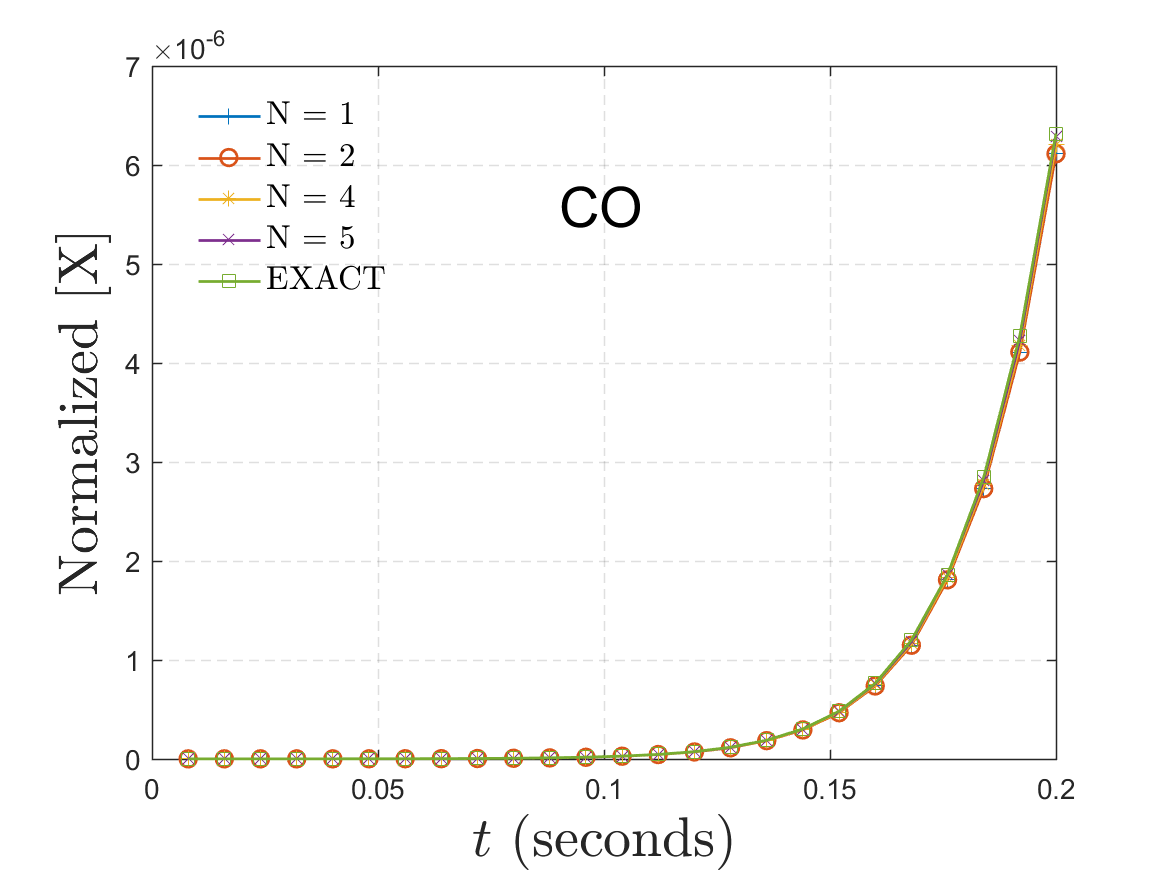 ×10-6
7
6
5
4
3
2
1
0
N = 1
N = 2
N = 4
N = 5
EXACT
CO
Normalized [X]
0 0.05 0.1 0.15 0.2
t (seconds)